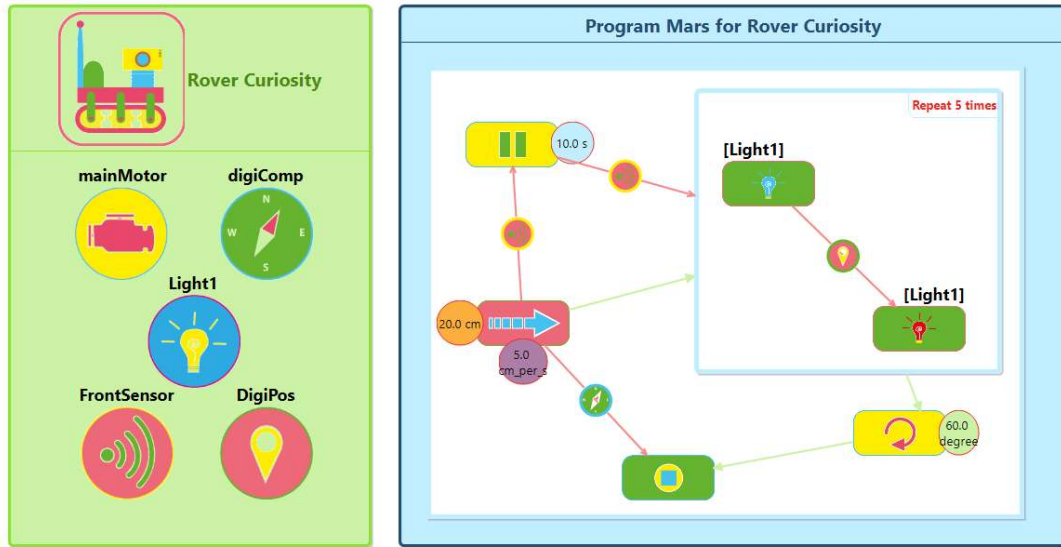 Rover Curiosity
mainMotor
digiComp
N
W
E
S
Light1
FrontSensor
DigiPos
Program Mars for Rover Curiosity
Repeat 5 times
10.0 s
[Light1]
[Light1]
20.0 cm
5.0
cm_per_s
60.0
degree